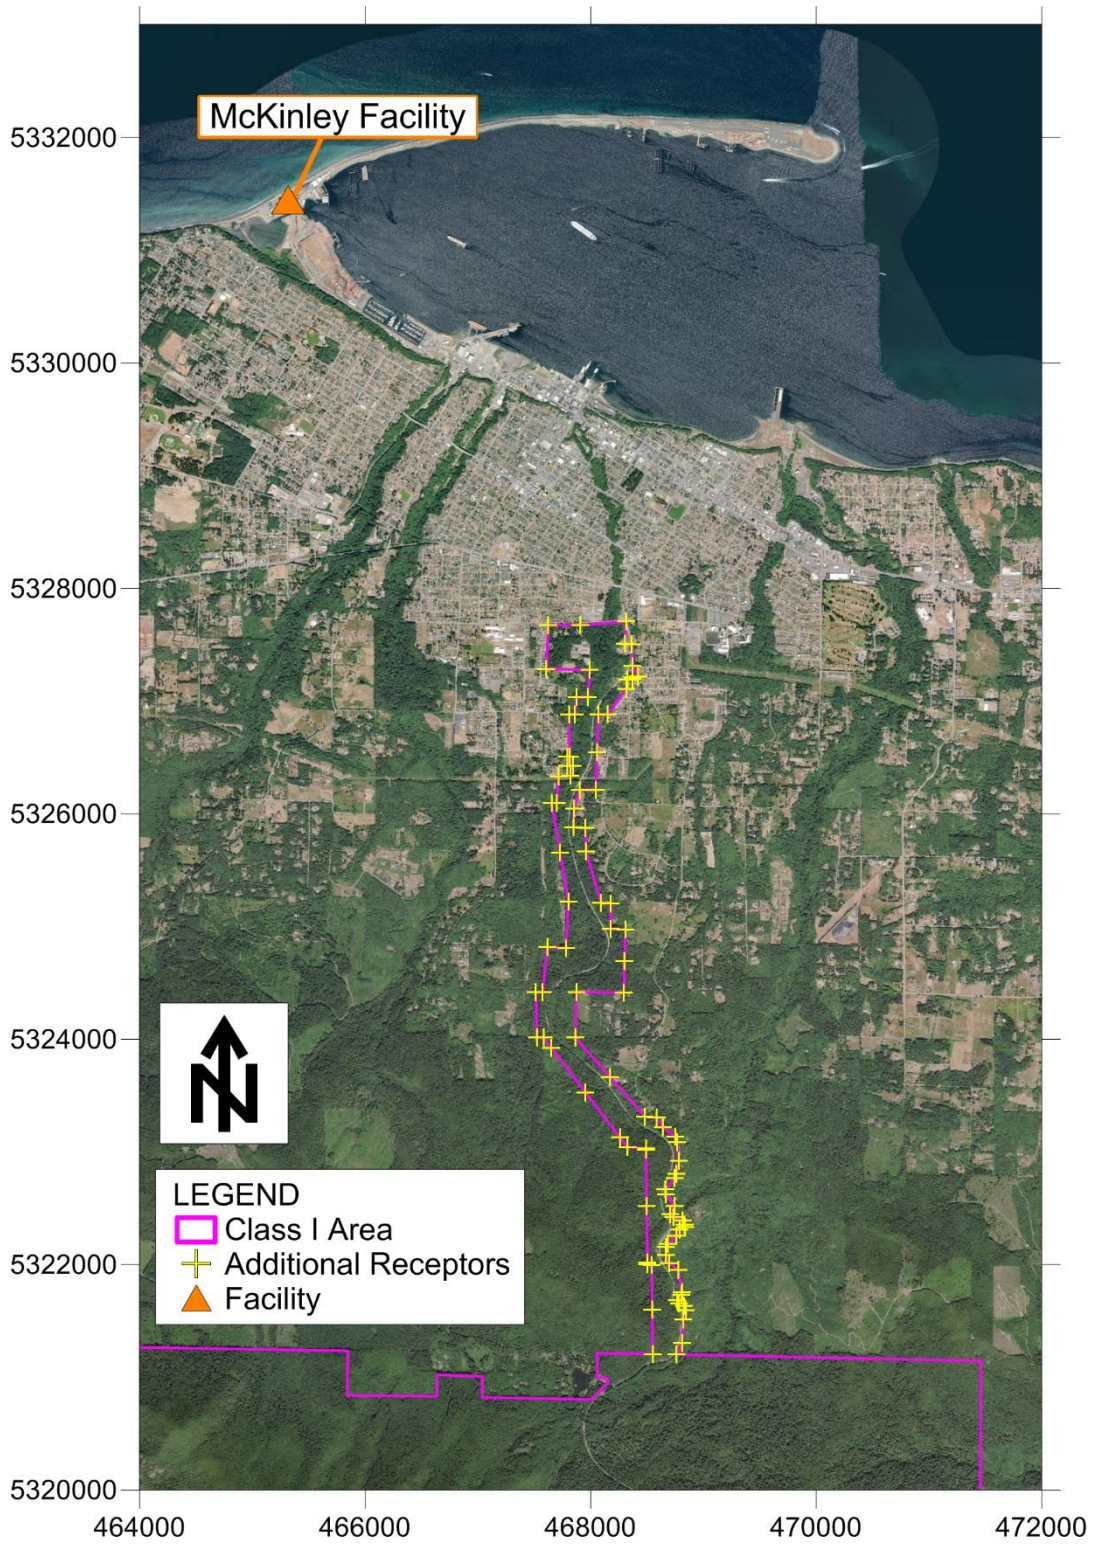 McKinley Facility
5332000
5330000
5328000
5326000
5324000
5322000
5320000
N
LEGEND
Class I Area
Additional Receptors
Facility
464000 466000 468000 470000 472000